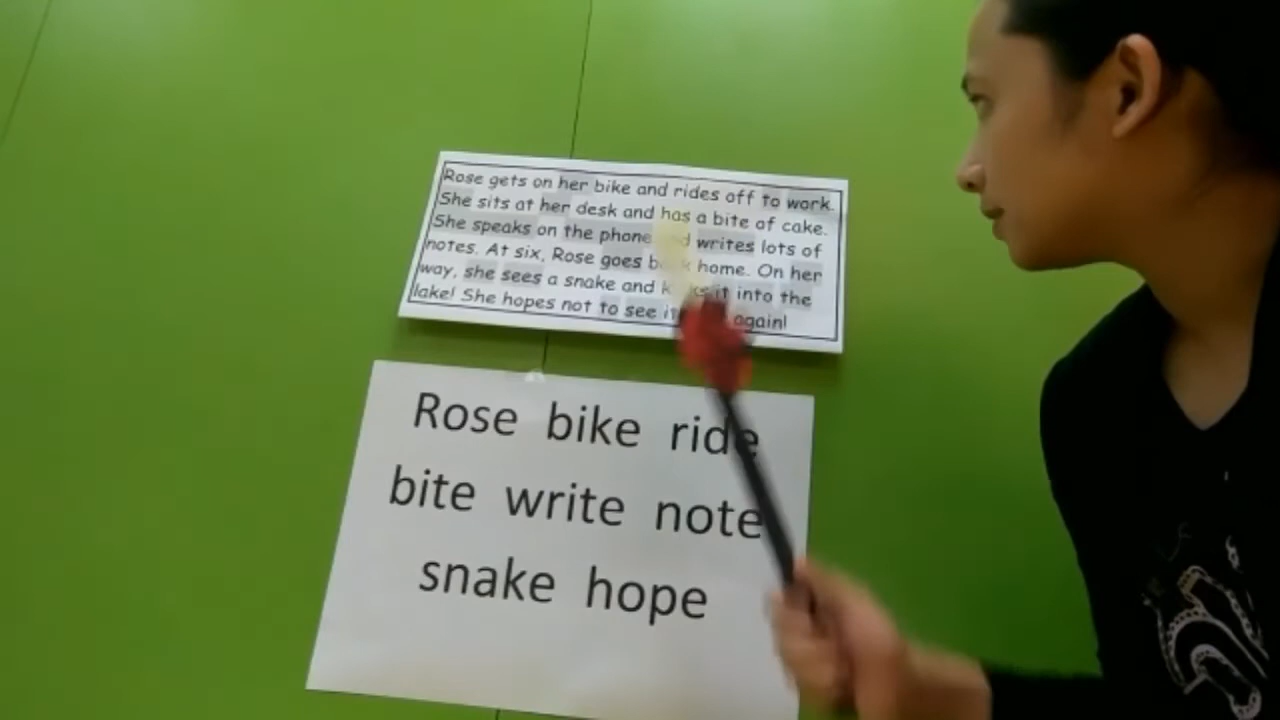 Rose gets on her bike and rides off to work.
She sits at her desk and has a bite of cake.
She speaks on the phone writes lots of
notes. At six, Rose goes home. On her
way, she sees a snake and it into the
lake! She hopes not to see again!
Rose bike ride
bite write note
snake hope